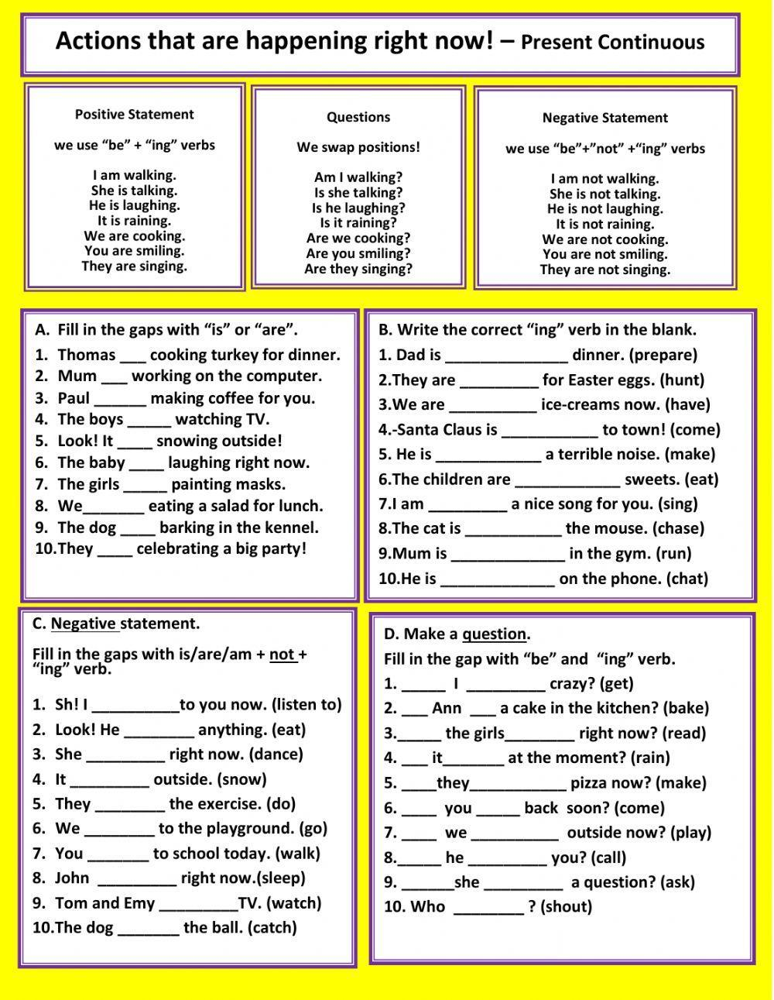 Actions that are happening right now! – Present Continuous
Positive Statement
we use “be” + “ing” verbs
I am walking.
She is talking.
He is laughing.
It is raining.
We are cooking.
You are smiling.
They are singing.
Questions
We swap positions!
Am I walking?
Is she talking?
Is he laughing?
Is it raining?
Are we cooking?
Are you smiling?
Are they singing?
Negative Statement
we use “be”+”not” +“ing” verbs
I am not walking.
She is not talking.
He is not laughing.
It is not raining.
We are not cooking.
You are not smiling.
They are not singing.
A. Fill in the gaps with “is” or “are”.
1. Thomas ___ cooking turkey for dinner.
2. Mum ___ working on the computer.
3. Paul ______ making coffee for you.
4. The boys _____ watching TV.
5. Look! It ____ snowing outside!
6. The baby ____ laughing right now.
7. The girls _____ painting masks.
8. We_______ eating a salad for lunch.
9. The dog ____ barking in the kennel.
10.They ____ celebrating a big party!
B. Write the correct “ing” verb in the blank.
1. Dad is ______________ dinner. (prepare)
2.They are _________ for Easter eggs. (hunt)
3.We are __________ ice-creams now. (have)
4.-Santa Claus is ___________ to town! (come)
5. He is ____________ a terrible noise. (make)
6.The children are ____________ sweets. (eat)
7.I am _________ a nice song for you. (sing)
8.The cat is ___________ the mouse. (chase)
9.Mum is _____________ in the gym. (run)
10.He is _____________ on the phone. (chat)
C. Negative statement.
Fill in the gaps with is/are/am + not +
“ing” verb.
1. Sh! I __________to you now. (listen to)
2. Look! He ________ anything. (eat)
3. She _________ right now. (dance)
4. It _________ outside. (snow)
5. They ________ the exercise. (do)
6. We ________ to the playground. (go)
7. You _______ to school today. (walk)
8. John _________ right now.(sleep)
9. Tom and Emy _________TV. (watch)
10.The dog _______ the ball. (catch)
D. Make a question.
Fill in the gap with “be” and “ing” verb.
1. _____ I _________ crazy? (get)
2. ___ Ann ___ a cake in the kitchen? (bake)
3._____ the girls________ right now? (read)
4. ___ it_______ at the moment? (rain)
5. ____they___________ pizza now? (make)
6. ____ you _____ back soon? (come)
7. ____ we __________ outside now? (play)
8._____ he _________ you? (call)
9. ______she _________ a question? (ask)
10. Who ________ ? (shout)